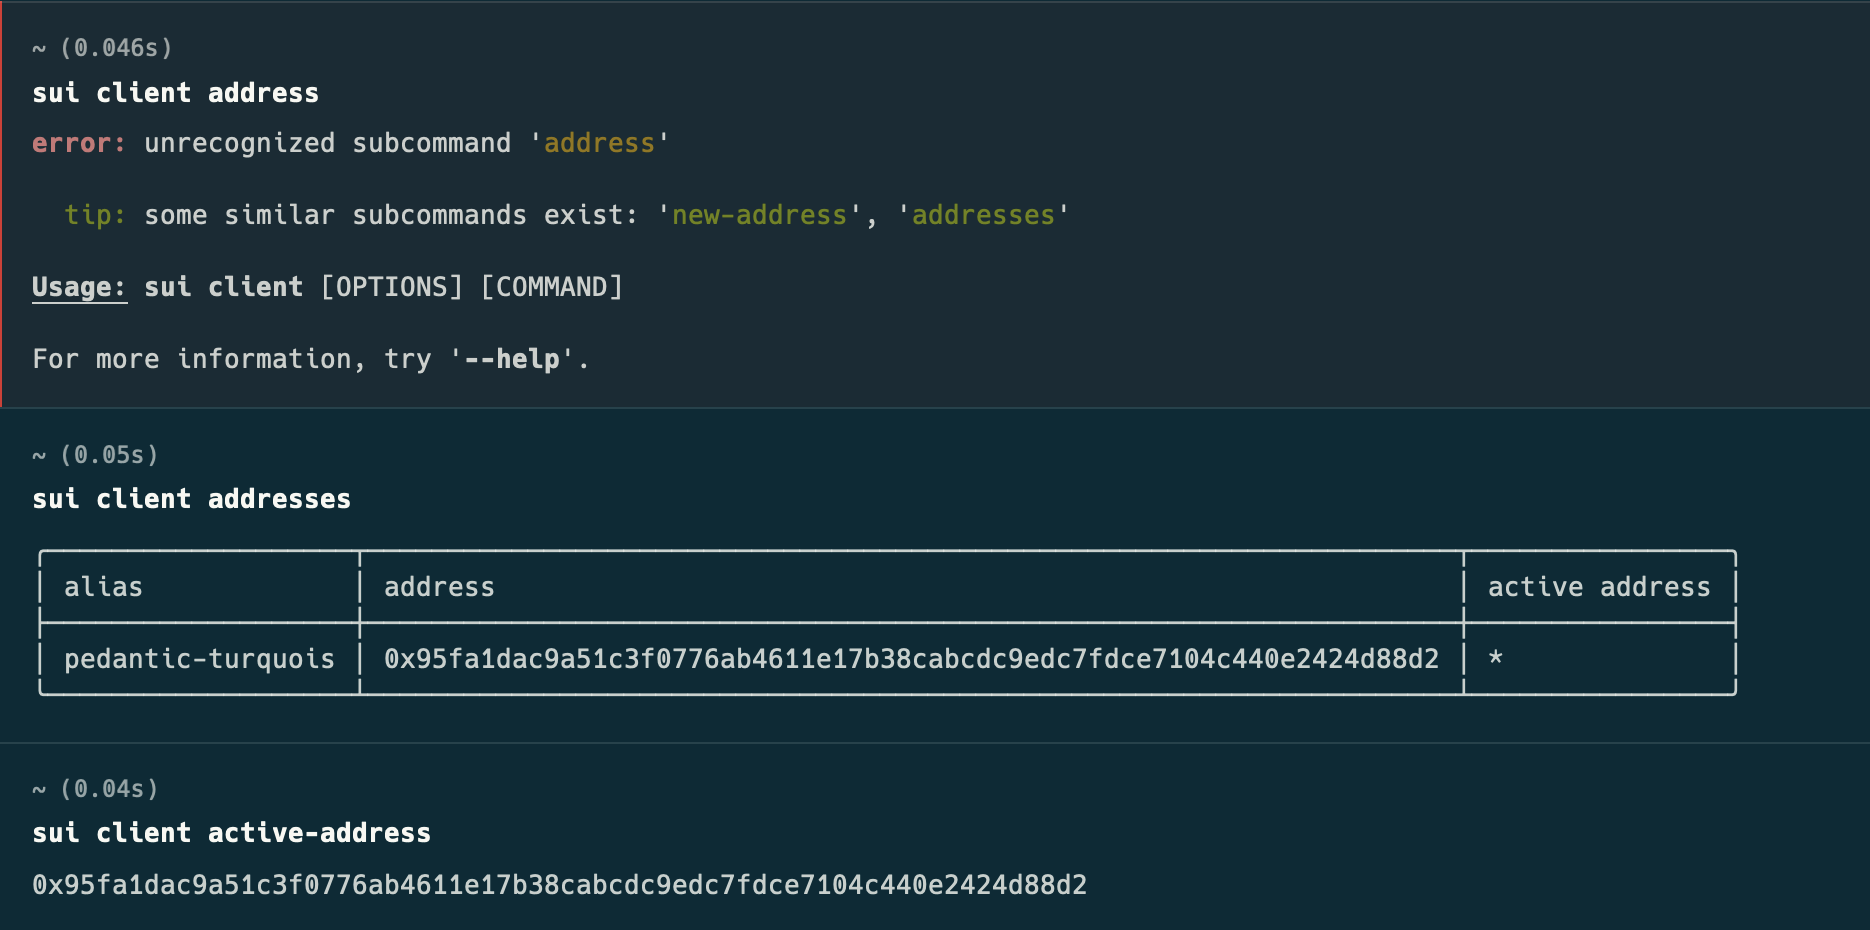 ~ (0.046s)
sui client address
error: unrecognized subcommand 'address'
tip: some similar subcommands exist: 'new-address', 'addresses'
Usage: sui client [OPTIONS] [COMMAND]
For more information, try '--help'.
~ (0.05s)
sui client addresses
alias address active address
pedantic-turquois 0x95fa1dac9a51c3f0776ab4611e17b38cabcdc9edc7fdce7104c440e2424d88d2 *
~ (0.04s)
sui client active-address
0x95fa1dac9a51c3f0776ab4611e17b38cabcdc9edc7fdce7104c440e2424d88d2